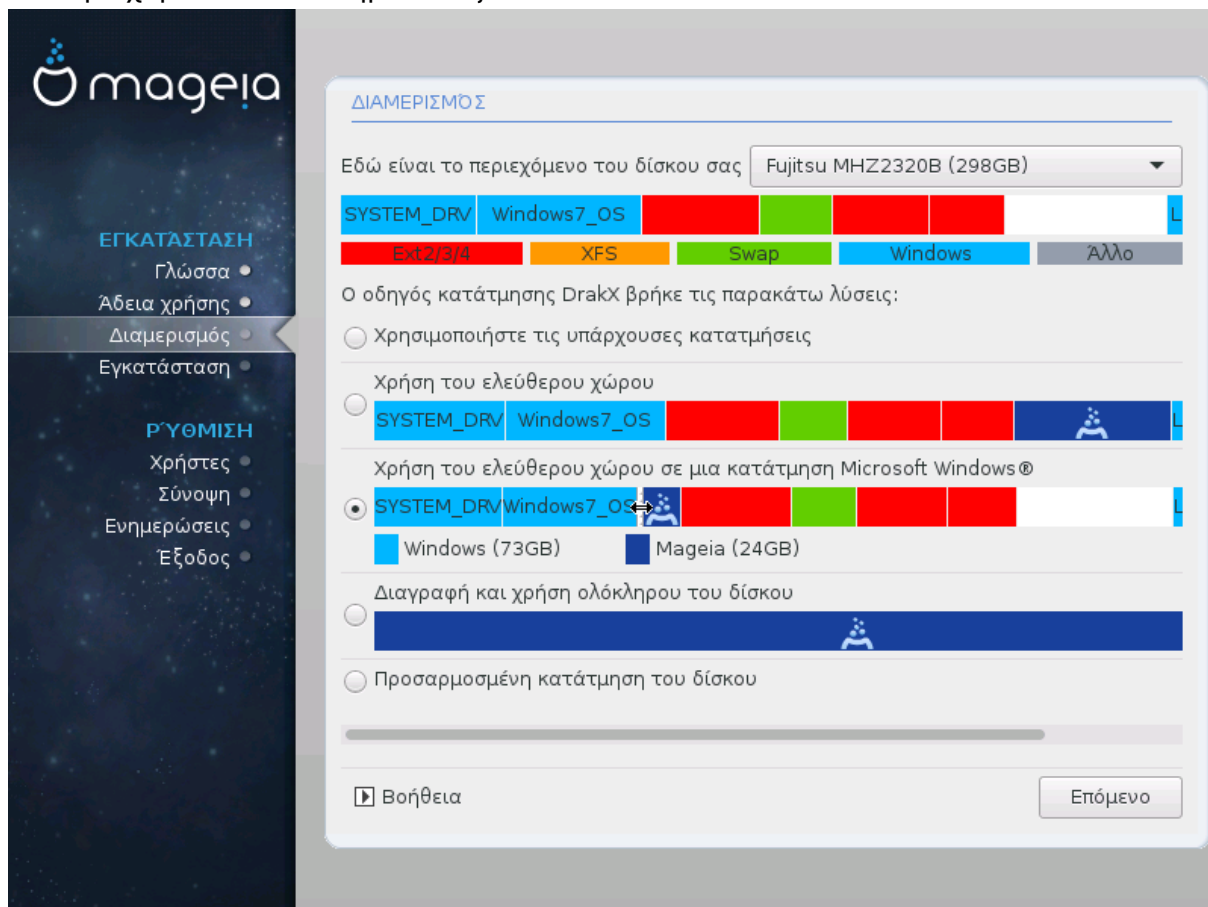 mageia
ΕΓΚΑΤΆΣΤΑΣΗ
Γλώσσα
Άδεια χρήσης
Διαμερισμός
Εγκατάσταση
ΡΎΘΜΙΣΗ
Χρήστες
Σύνοψη
Ενημερώσεις
Έξοδος
ΔΙΑΜΕΡΙΣΜΌΣ
Εδώ είναι το περιεχόμενο του δίσκου σας Fujitsu MHZ2320B (298GB)
SYSTEM_DRV Windows7_OS L
Ext2/3/4 XFS Swap Windows Άλλο
Ο οδηγός κατάτμησης DrakX βρήκε τις παρακάτω λύσεις:
Χρησιμοποιήστε τις υπάρχουσες κατατμήσεις
Χρήση του ελεύθερου χώρου
SYSTEM_DRV Windows7_OS L
Χρήση του ελεύθερου χώρου σε μια κατάτμηση Microsoft Windows®
SYSTEM_DRV Windows7_OS L
Windows (73GB) Mageia (24GB)
Διαγραφή και χρήση ολόκληρου του δίσκου
Προσαρμοσμένη κατάτμηση του δίσκου
Βοήθεια
Επόμενο